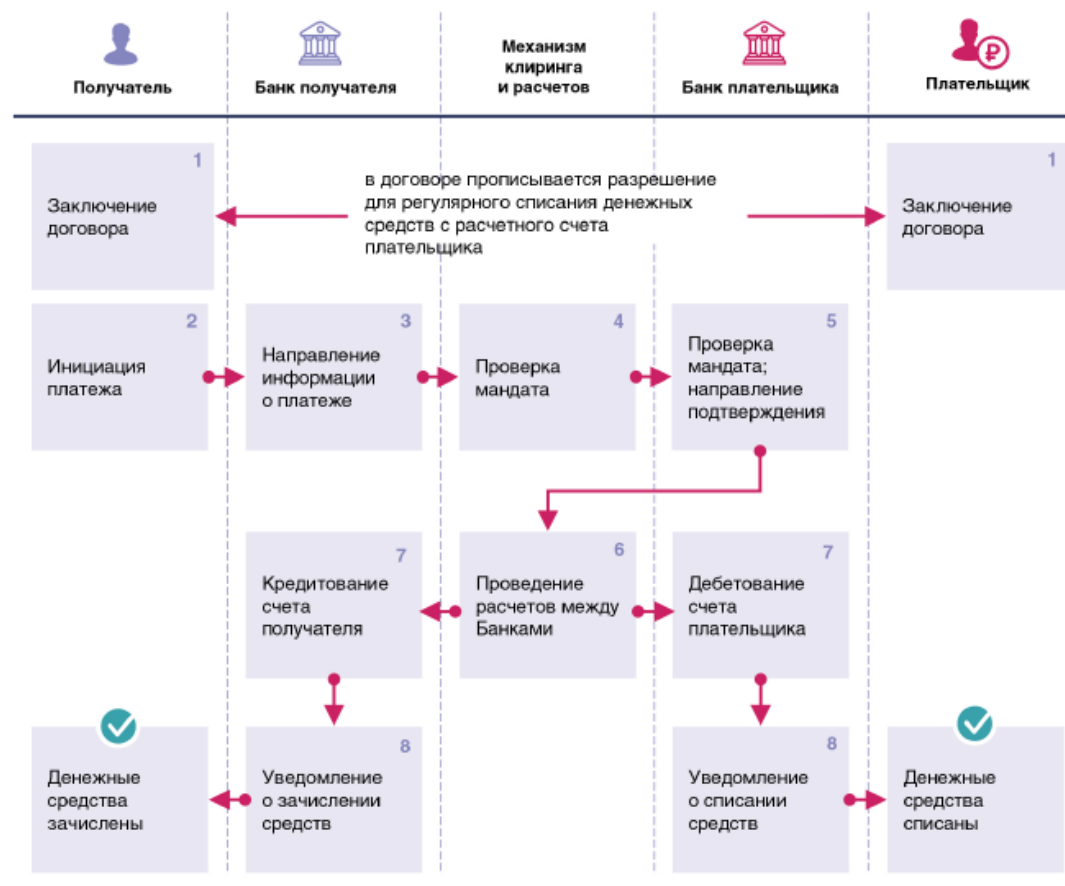 Получатель
Банк получателя
Механизм
клиринга
и расчетов
Банк плательщика
₽
Плательщик
1
Заключение
договора
в договоре прописывается разрешение
для регулярного списания денежных
средств с расчетного счета
плательщика
1
Заключение
договора
2
Инициация
платежа
3
Направление
информации
о платеже
4
Проверка
мандата
5
Проверка
мандата;
направление
подтверждения
7
Кредитование
счета
получателя
6
Проведение
расчетов между
Банками
7
Дебетование
счета
плательщика
Денежные
средства
зачислены
8
Уведомление
о зачислении
средств
8
Уведомление
о списании
средств
Денежные
средства
списаны